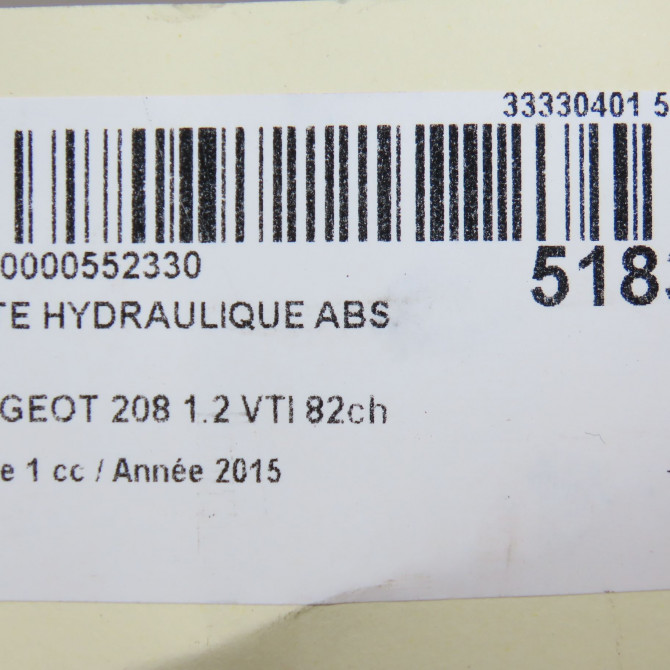 33330401 5
0000552330
518
TE HYDRAULIQUE ABS
GEOT 208 1.2 VTI 82ch
e 1 cc / Année 2015